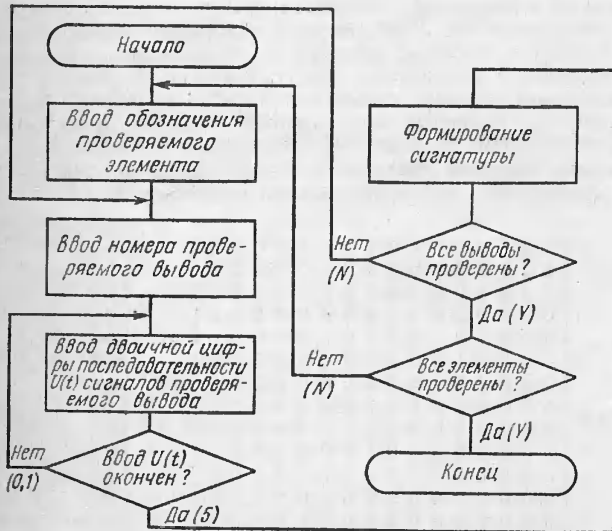 Начало
Ввод обозначения
проверяемого
элемента
Ввод номера прове-
ряемого вывода
Ввод двоичной циф-
ры последовательности
U(t) сигналов проверя-
емого вывода
Нет
(0,1)
Ввод U(t)
окончен ?
Да (5)
Формирование
сигнатуры
Нет
(N)
Все выводы
проверены ?
Да (Y)
Нет
(N)
Все элементы
проверены ?
Да (Y)
Конец